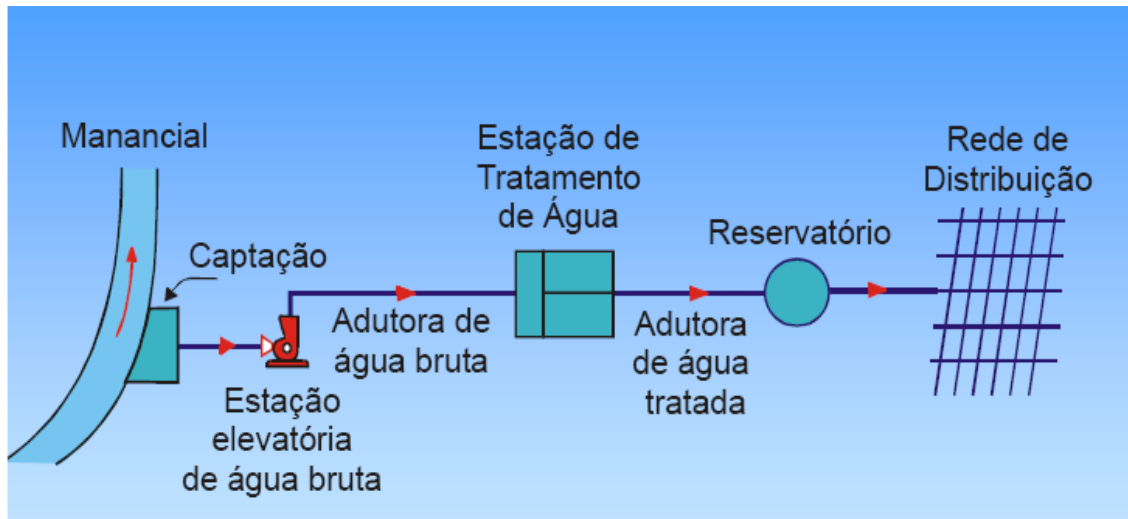 Manancial
Captação
Estação
elevatória
de água bruta
Adutora de
água bruta
Estação de
Tratamento
de Água
Adutora
de água
tratada
Reservatório
Rede de
Distribuição